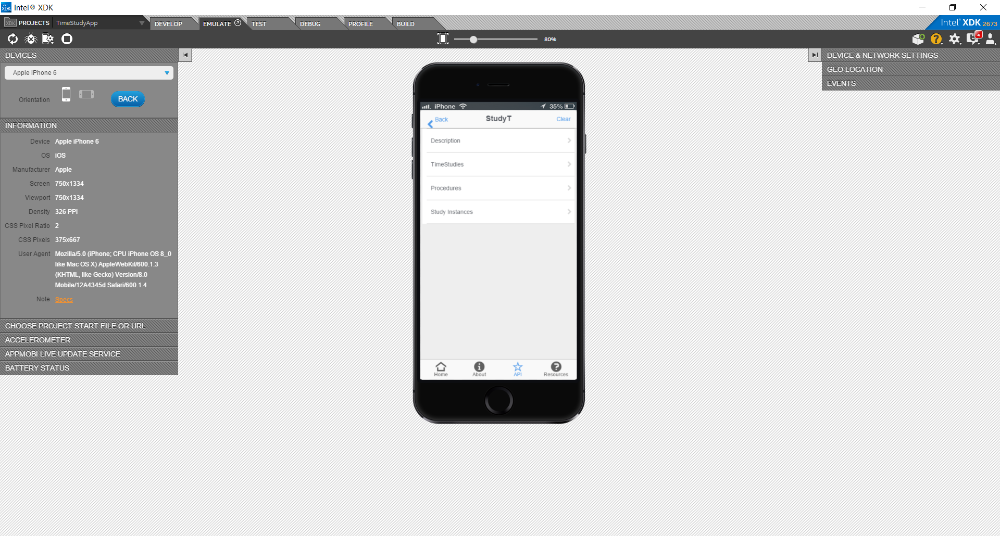 XDK Intel® XDK
XDK PROJECTS TimeStudyApp DEVELOP EMULATE TEST DEBUG PROFILE BUILD Intel® XDK 2673
80% ? 4
DEVICES
Apple iPhone 6
Orientation BACK
INFORMATION
Device Apple iPhone 6
OS iOS
Manufacturer Apple
Screen 750x1334
Viewport 750x1334
Density 326 PPI
CSS Pixel Ratio 2
CSS Pixels 375x667
User Agent Mozilla/5.0 (iPhone; CPU iPhone OS 8_0
like Mac OS X) AppleWebKit/600.1.3
(KHTML, like Gecko) Version/8.0
Mobile/12A4345d Safari/600.1.4
Note Specs
CHOOSE PROJECT START FILE OR URL
ACCELEROMETER
APPMOBI LIVE UPDATE SERVICE
BATTERY STATUS
iPhone 35%
Back StudyT Clear
Description
TimeStudies
Procedures
Study Instances
Home About API Resources
DEVICE & NETWORK SETTINGS
GEO LOCATION
EVENTS